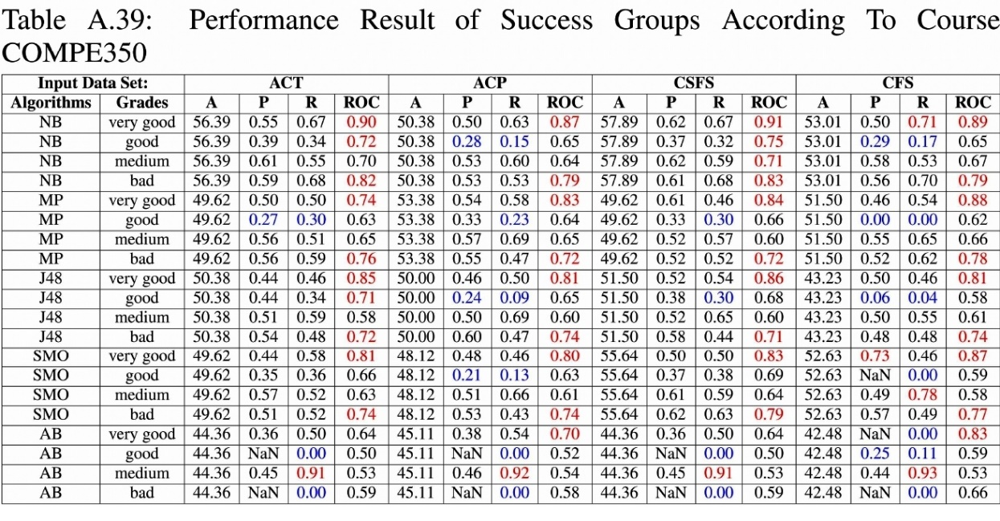 Table A.39: Performance Result of Success Groups According To Course
COMPE350
Input Data Set: ACT ACP CSFS CFS
Algorithms Grades A P R ROC A P R ROC A P R ROC A P R ROC
NB very good 56.39 0.55 0.67 0.90 50.38 0.50 0.63 0.87 57.89 0.62 0.67 0.91 53.01 0.50 0.71 0.89
NB good 56.39 0.39 0.34 0.72 50.38 0.28 0.15 0.65 57.89 0.37 0.32 0.75 53.01 0.29 0.17 0.65
NB medium 56.39 0.61 0.55 0.70 50.38 0.53 0.60 0.64 57.89 0.62 0.59 0.71 53.01 0.58 0.53 0.67
NB bad 56.39 0.59 0.68 0.82 50.38 0.53 0.53 0.79 57.89 0.61 0.68 0.83 53.01 0.56 0.70 0.79
MP very good 49.62 0.50 0.50 0.74 53.38 0.54 0.58 0.83 49.62 0.61 0.46 0.84 51.50 0.46 0.54 0.88
MP good 49.62 0.27 0.30 0.63 53.38 0.33 0.23 0.64 49.62 0.33 0.30 0.66 51.50 0.00 0.00 0.62
MP medium 49.62 0.56 0.51 0.65 53.38 0.57 0.69 0.65 49.62 0.52 0.57 0.60 51.50 0.55 0.65 0.66
MP bad 49.62 0.56 0.59 0.76 53.38 0.55 0.47 0.72 49.62 0.52 0.52 0.72 51.50 0.52 0.62 0.78
J48 very good 50.38 0.44 0.46 0.85 50.00 0.46 0.50 0.81 51.50 0.52 0.54 0.86 43.23 0.50 0.46 0.81
J48 good 50.38 0.44 0.34 0.71 50.00 0.24 0.09 0.65 51.50 0.38 0.30 0.68 43.23 0.06 0.04 0.58
J48 medium 50.38 0.51 0.59 0.58 50.00 0.50 0.69 0.60 51.50 0.52 0.65 0.60 43.23 0.50 0.55 0.61
J48 bad 50.38 0.54 0.48 0.72 50.00 0.60 0.47 0.74 51.50 0.58 0.44 0.71 43.23 0.48 0.48 0.74
SMO very good 49.62 0.44 0.58 0.81 48.12 0.48 0.46 0.80 55.64 0.50 0.50 0.83 52.63 0.73 0.46 0.87
SMO good 49.62 0.35 0.36 0.66 48.12 0.21 0.13 0.63 55.64 0.37 0.38 0.69 52.63 NaN 0.00 0.59
SMO medium 49.62 0.57 0.52 0.63 48.12 0.51 0.66 0.61 55.64 0.61 0.59 0.64 52.63 0.49 0.78 0.58
SMO bad 49.62 0.51 0.52 0.74 48.12 0.53 0.43 0.74 55.64 0.62 0.63 0.79 52.63 0.57 0.49 0.77
AB very good 44.36 0.36 0.50 0.64 45.11 0.38 0.54 0.70 44.36 0.36 0.50 0.64 42.48 NaN 0.00 0.83
AB good 44.36 NaN 0.00 0.50 45.11 NaN 0.00 0.52 44.36 NaN 0.00 0.50 42.48 0.25 0.11 0.59
AB medium 44.36 0.45 0.91 0.53 45.11 0.46 0.92 0.54 44.36 0.45 0.91 0.53 42.48 0.44 0.93 0.53
AB bad 44.36 NaN 0.00 0.59 45.11 NaN 0.00 0.58 44.36 NaN 0.00 0.59 42.48 NaN 0.00 0.66